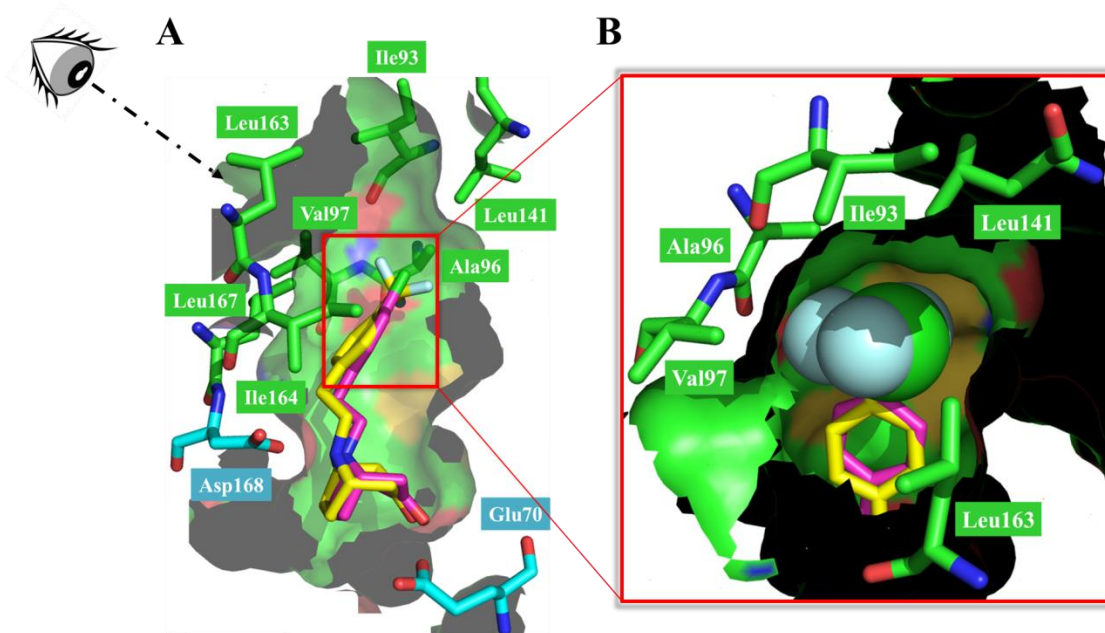 A
B
Ile93
Leu163
Val97
Leu141
Ala96
Leu167
Ile164
Asp168
Glu70
Ile93
Leu141
Ala96
Val97
Leu163